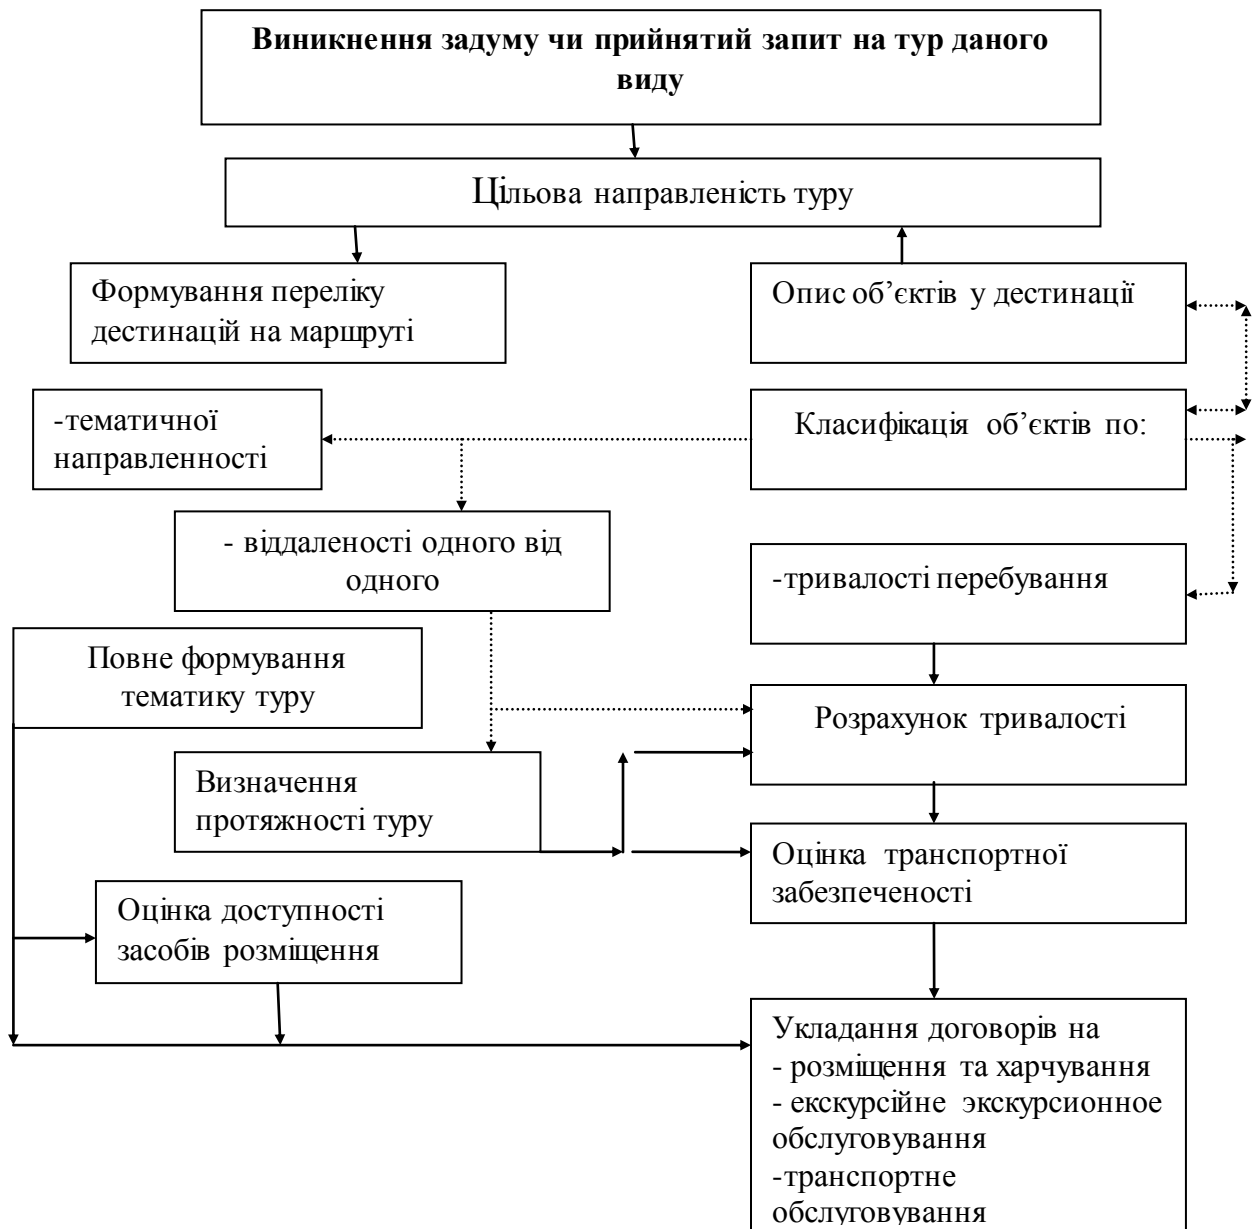 Виникнення задуму чи прийнятий запит на тур даного
виду
Цільова направленість туру
Формування переліку
дестинацій на маршруті
Опис об’єктів у дестинації
-тематичної
направленності
Класифікація об’єктів по:
- віддаленості одного від
одного
-тривалості перебування
Повне формування
тематику туру
Розрахунок тривалості
Визначення
протяжності туру
Оцінка транспортної
забезпеченості
Оцінка доступності
засобів розміщення
Укладання договорів на
- розміщення та харчування
- екскурсійне экскурсионное
обслуговування
-транспортне
обслуговування